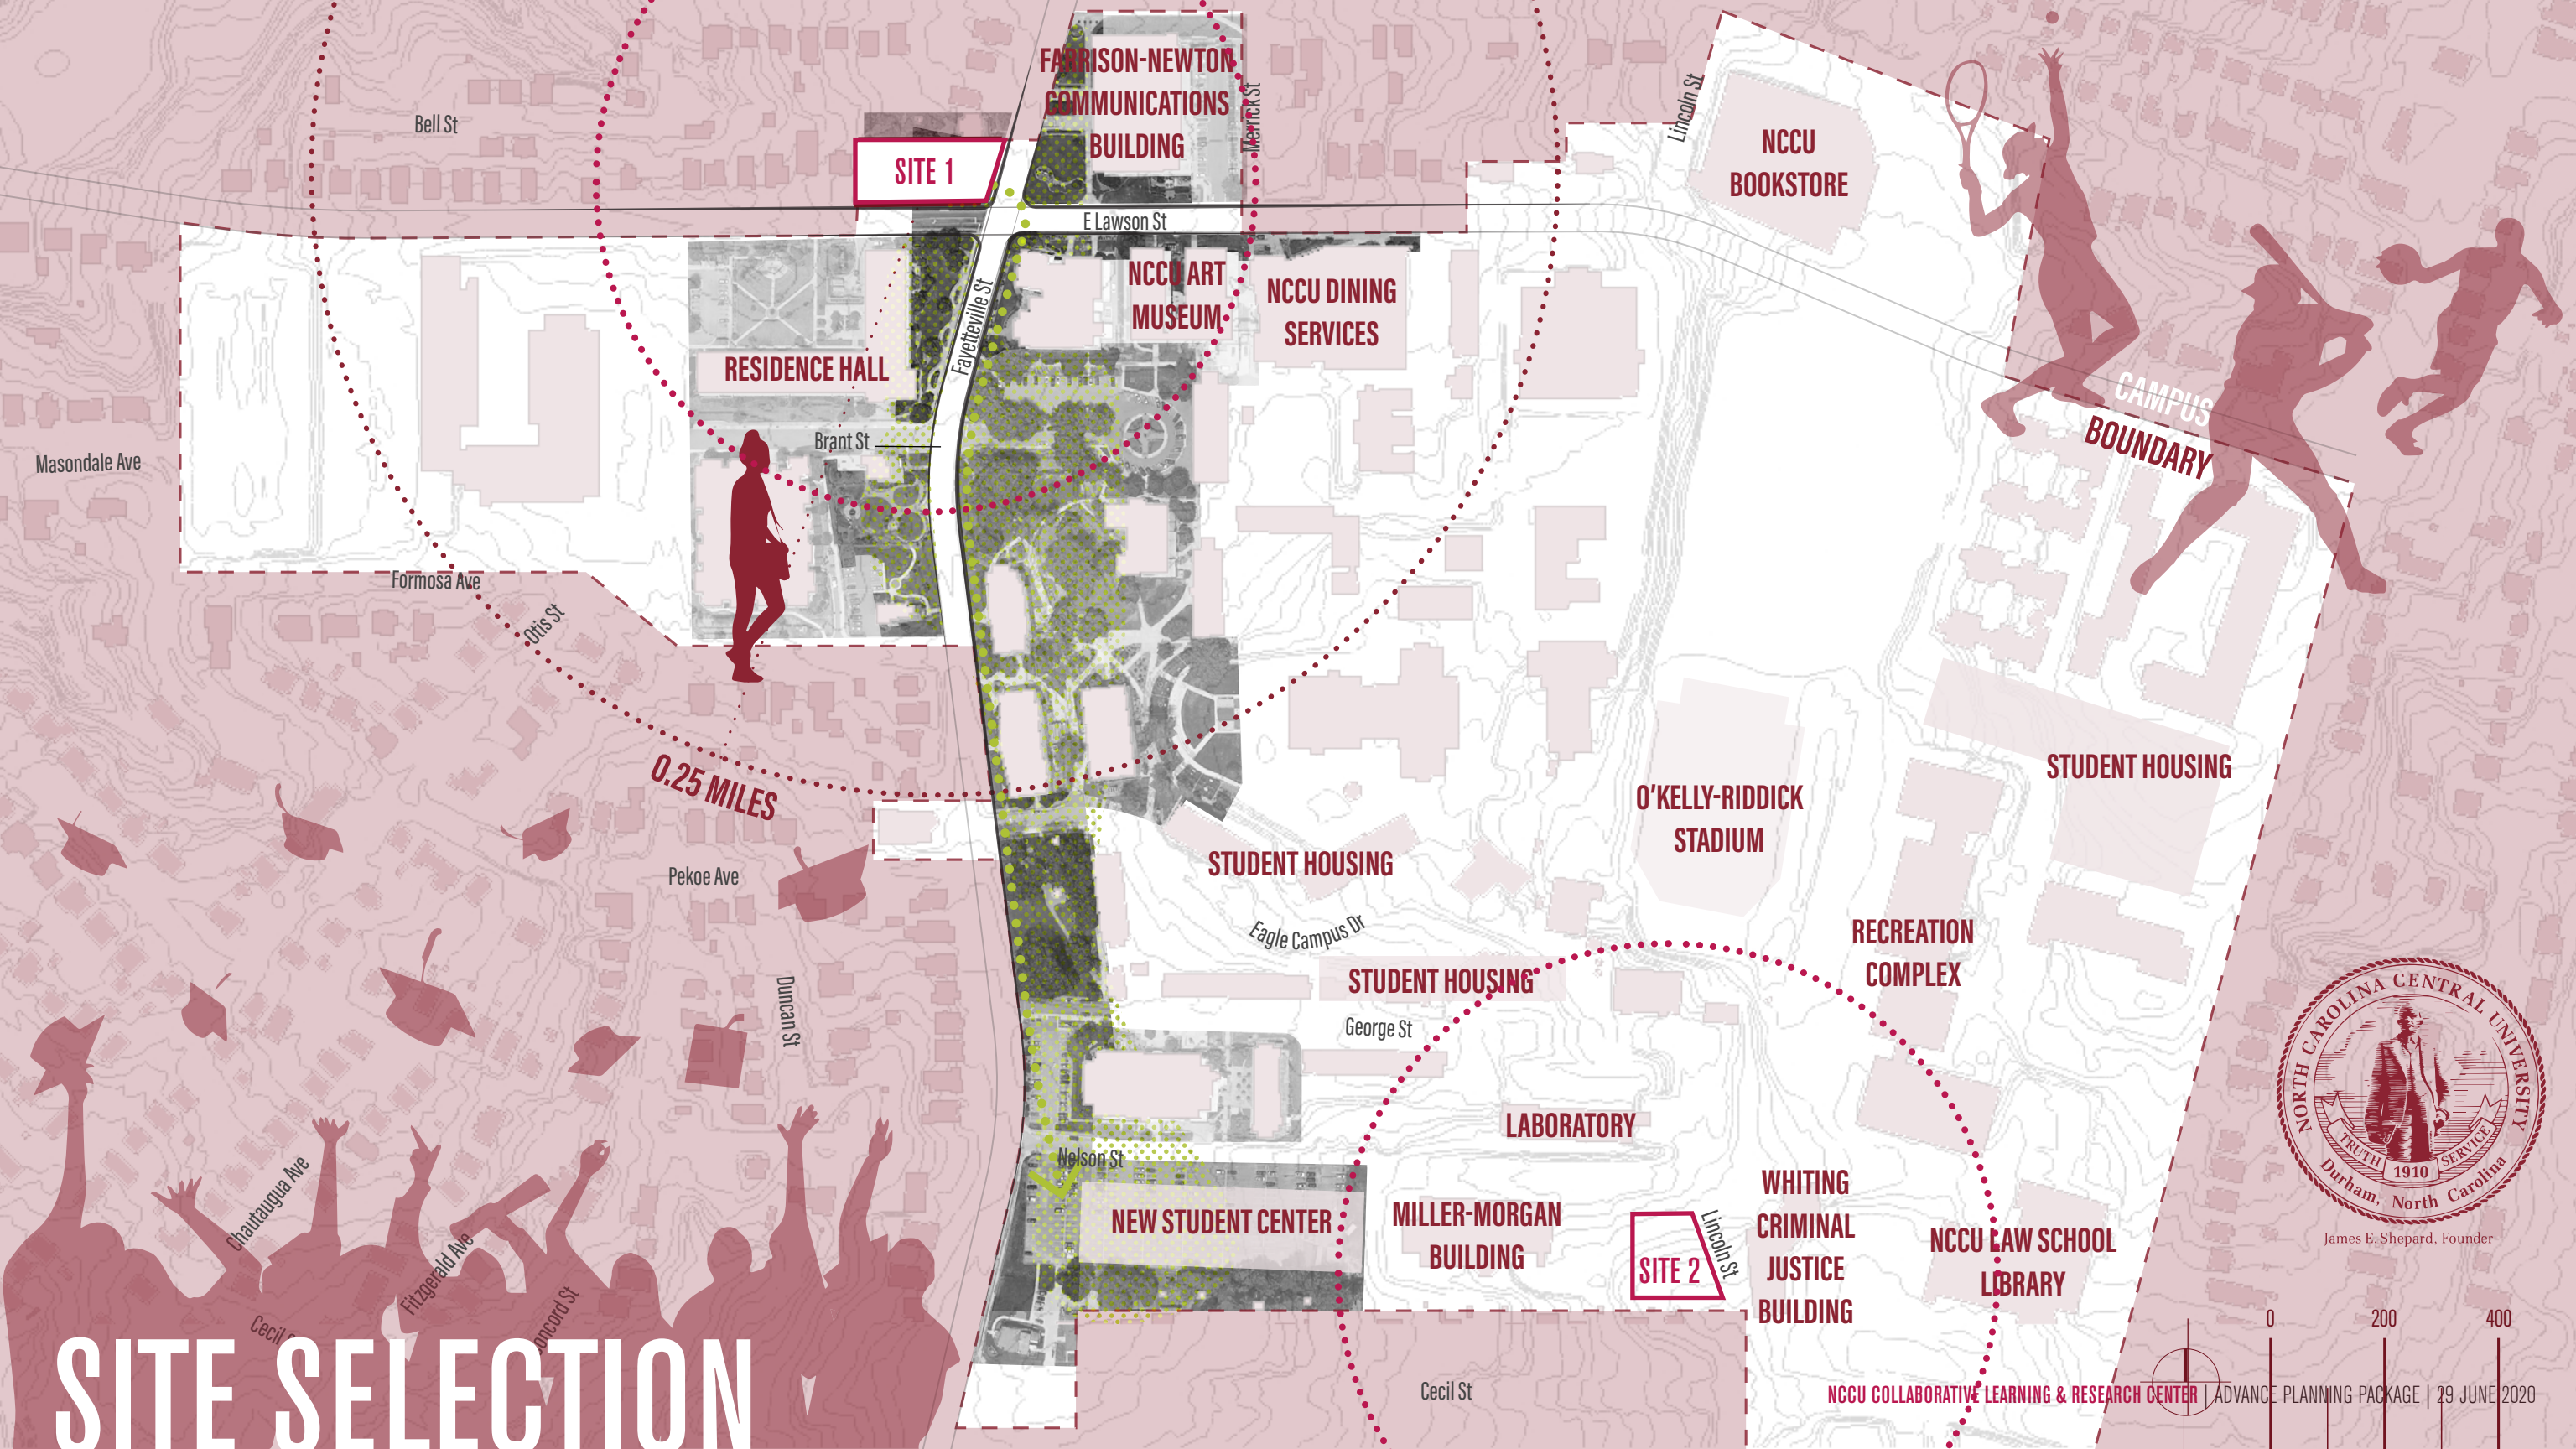 FARRISON-NEWTON
COMMUNICATIONS
BUILDING
Merrick St
Lincoln St
NCCU
BOOKSTORE
Bell St
SITE 1
E Lawson St
NCCU ART
MUSEUM
NCCU DINING
SERVICES
Fayetteville St
RESIDENCE HALL
CAMPUS
BOUNDARY
Brant St
Masondale Ave
Formosa Ave
Otis St
0.25 MILES
STUDENT HOUSING
O'KELLY-RIDDICK
STADIUM
Pekoe Ave
STUDENT HOUSING
Eagle Campus Dr
RECREATION
COMPLEX
STUDENT HOUSING
Duncan St
George St
NORTH CAROLINA CENTRAL UNIVERSITY
TRUTH 1910 SERVICE
Durham, North Carolina
James E. Shepard, Founder
LABORATORY
Nelson St
NEW STUDENT CENTER
MILLER-MORGAN
BUILDING
SITE 2
Lincoln St
WHITING
CRIMINAL
JUSTICE
BUILDING
NCCU LAW SCHOOL
LIBRARY
Chautaugua Ave
Fitzgerald Ave
Cecil
Cecil St
0 200 400
SITE SELECTION
NCCU COLLABORATIVE LEARNING & RESEARCH CENTER | ADVANCE PLANNING PACKAGE | 29 JUNE 2020